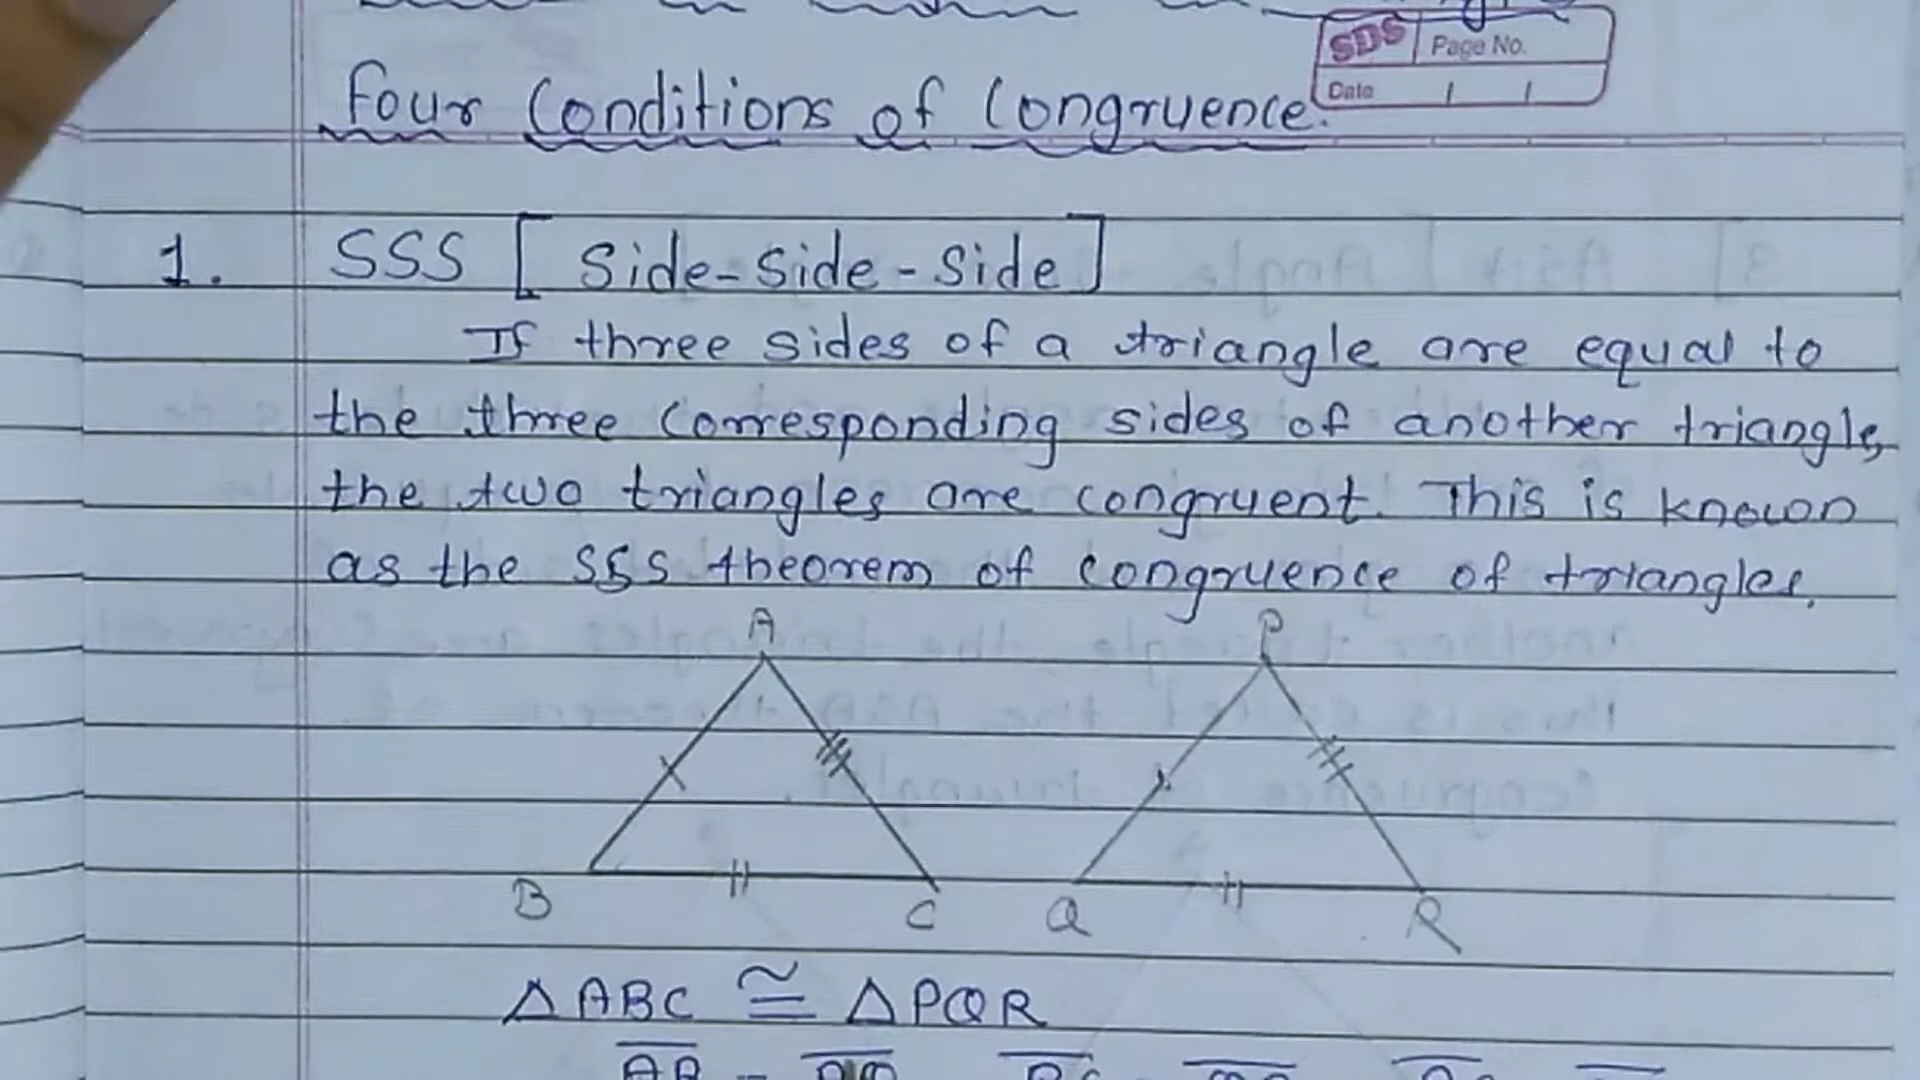 SDS Page No.
Date / /
Four Conditions of Congruence.
1. SSS [Side-Side-Side]
If three sides of a triangle are equal to
the three corresponding sides of another triangle,
the two triangles are congruent. This is known
as the SSS theorem of congruence of triangles.
A P
B C Q R
△ABC ≅ △PQR